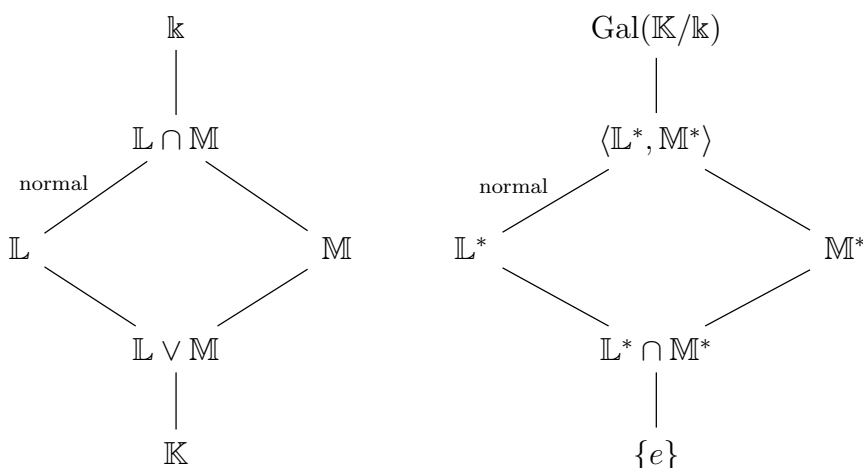 𝕜 Gal(𝕂/𝕜)
𝕃 ∩ 𝕄 ⟨𝕃*, 𝕄*⟩
normal normal
𝕃 𝕄 𝕃* 𝕄*
𝕃 ∨ 𝕄 𝕃* ∩ 𝕄*
𝕂 {e}